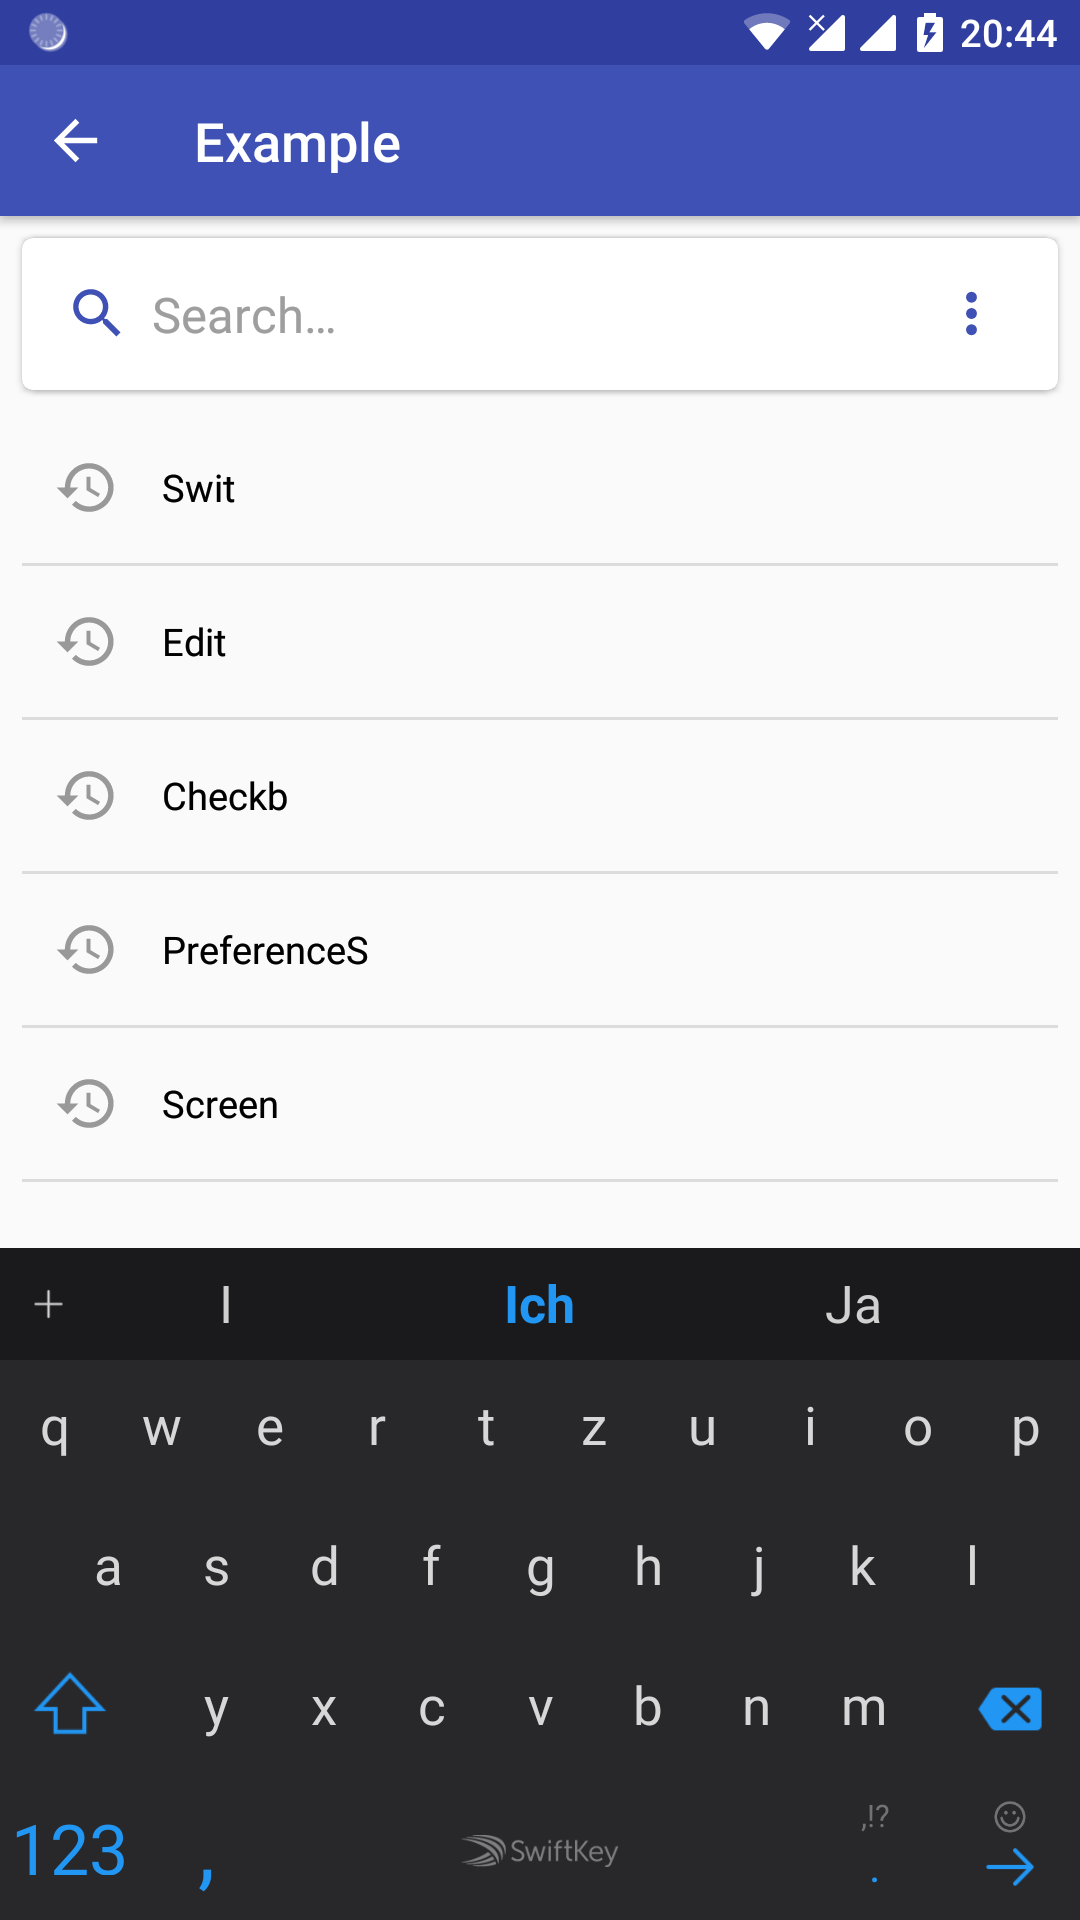 20:44
Example
Search…
Swit
Edit
Checkb
PreferenceS
Screen
+ I Ich Ja
q w e r t z u i o p
a s d f g h j k l
y x c v b n m
,!?
123 , SwiftKey .